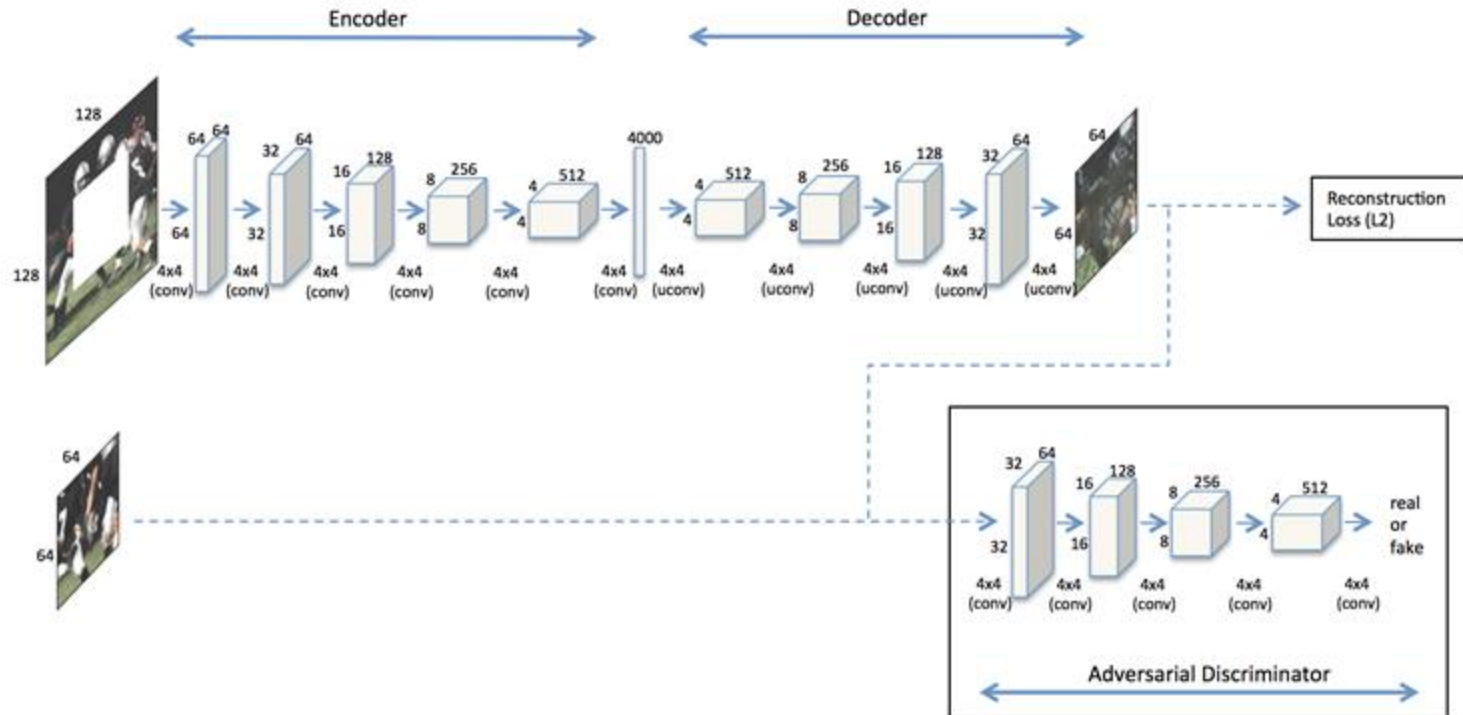 Encoder
Decoder
128
128
64 64
64
4x4
(conv)
32 64
32
4x4
(conv)
16 128
16
4x4
(conv)
8 256
8
4x4
(conv)
4 512
4
4x4
(conv)
4000
4x4
(conv)
4x4
(uconv)
4 512
4
4x4
(uconv)
8 256
8
4x4
(uconv)
16 128
16
4x4
(uconv)
32 64
32
4x4
(uconv)
64
64
Reconstruction
Loss (L2)
64
64
32 64
32
4x4
(conv)
16 128
16
4x4
(conv)
8 256
8
4x4
(conv)
4 512
4
4x4
(conv)
4x4
(conv)
real
or
fake
Adversarial Discriminator